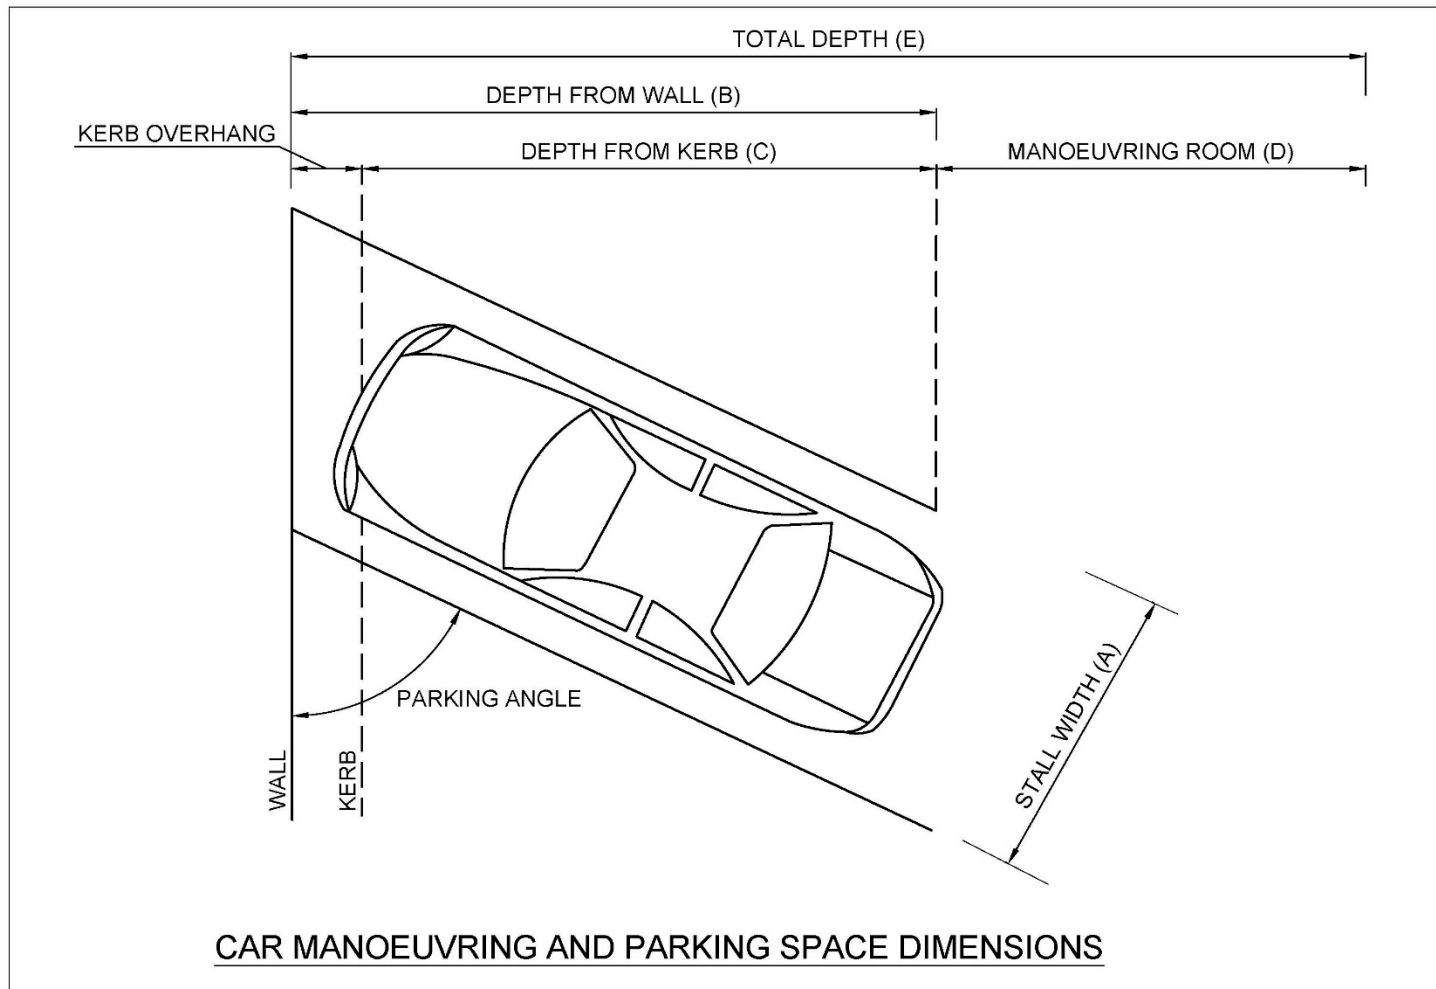 TOTAL DEPTH (E)
DEPTH FROM WALL (B)
KERB OVERHANG
DEPTH FROM KERB (C)
MANOEUVRING ROOM (D)
PARKING ANGLE
WALL
KERB
STALL WIDTH (A)
CAR MANOEUVRING AND PARKING SPACE DIMENSIONS